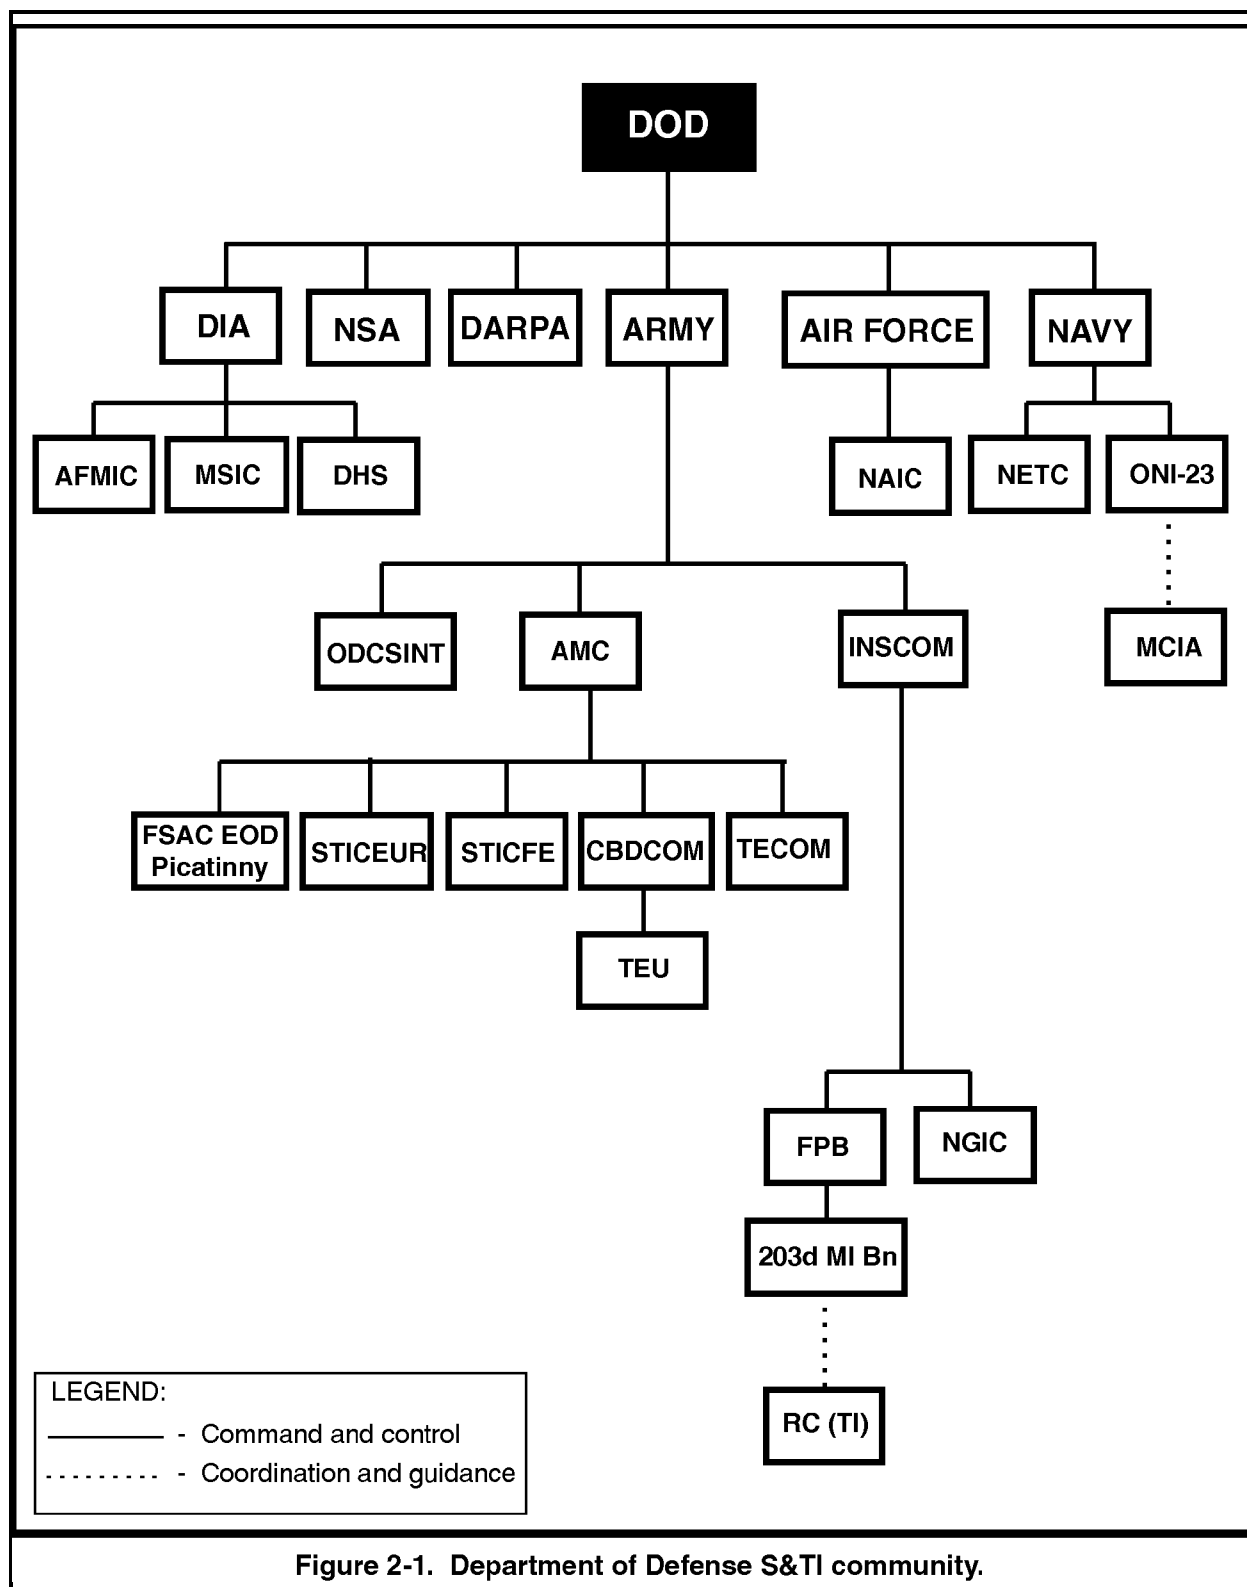 DOD
DIA
NSA
DARPA
ARMY
AIR FORCE
NAVY
AFMIC
MSIC
DHS
NAIC
NETC
ONI-23
ODCSINT
AMC
INSCOM
MCIA
FSAC EOD
Picatinny
STICEUR
STICFE
CBDCOM
TECOM
TEU
FPB
NGIC
203d MI Bn
RC (TI)
LEGEND:
- Command and control
- Coordination and guidance
Figure 2-1. Department of Defense S&TI community.